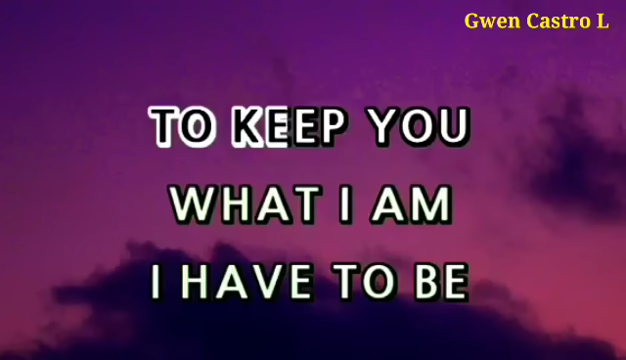 Gwen Castro L
TO KEEP YOU
WHAT I AM
I HAVE TO BE